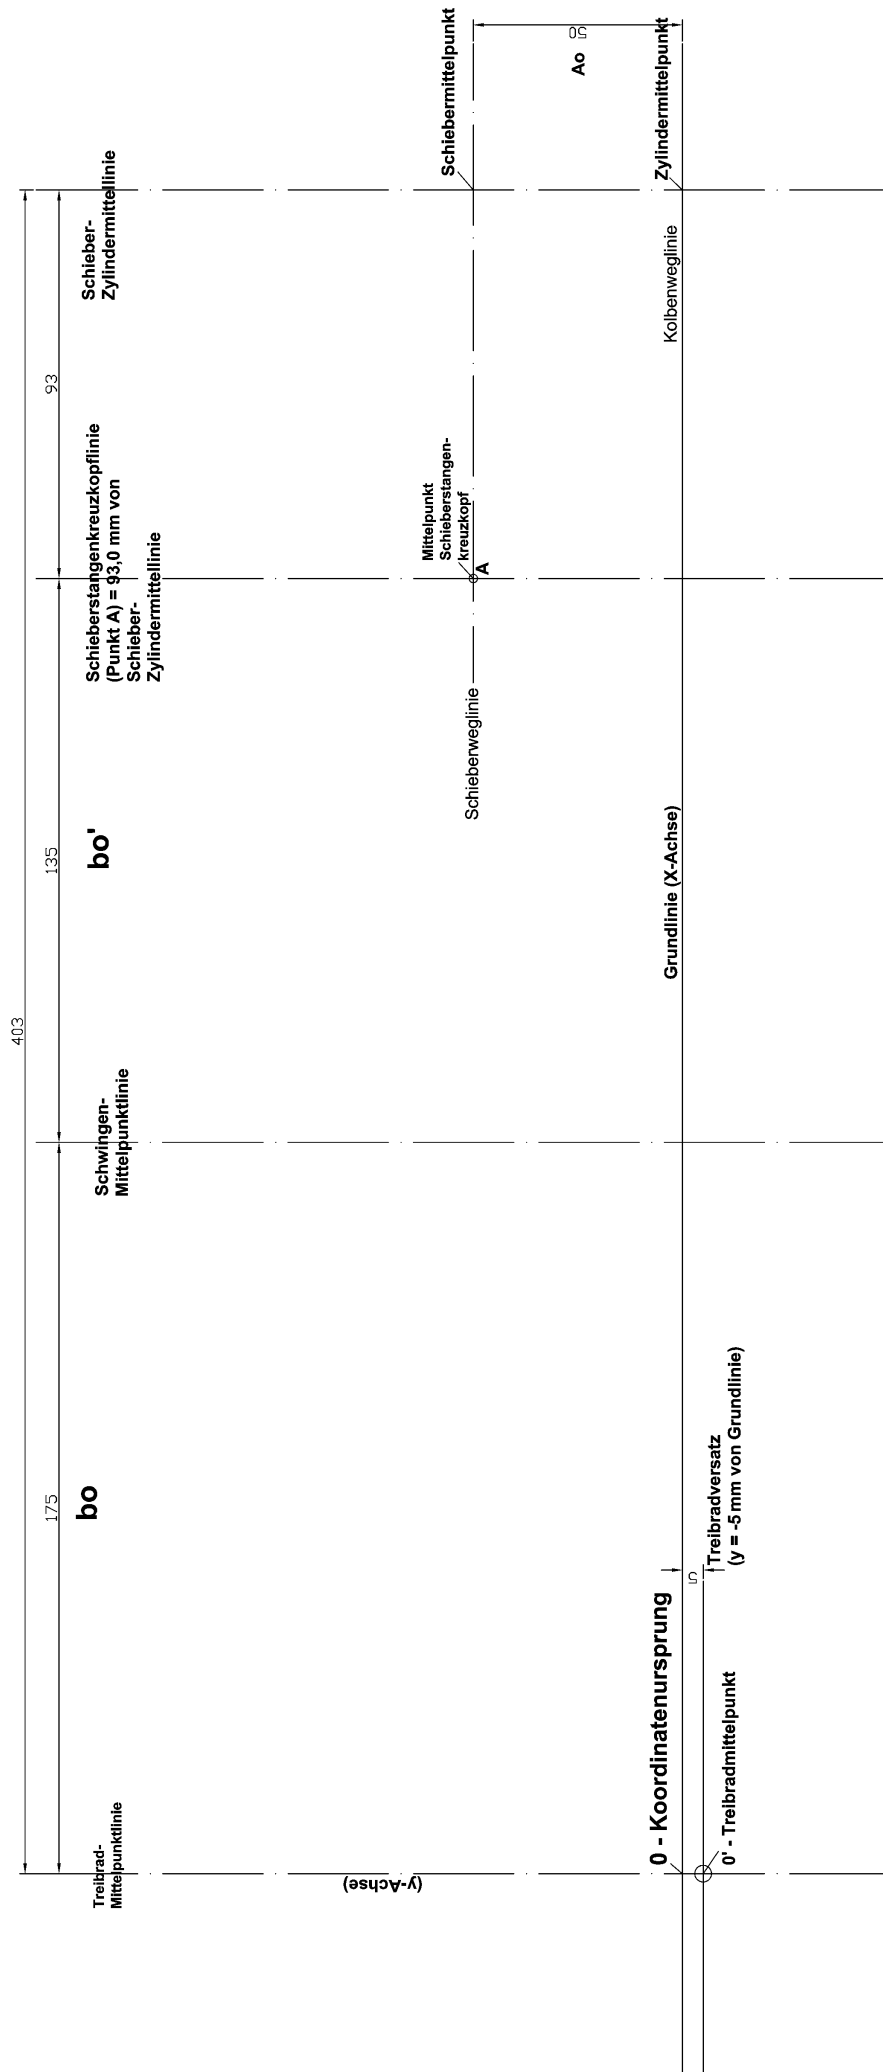 403
175
135
93
Treibrad-
Mittelpunktlinie
bo
Schwingen-
Mittelpunktlinie
bo'
Schieberstangenkreuzkopflinie
(Punkt A) = 93,0 mm von
Schieber-
Zylindermittellinie
Schieber-
Zylindermittellinie
(y-Achse)
Schieberweglinie
Mittelpunkt
Schieberstangen-
kreuzkopf
A
Schiebermittelpunkt
50
Ao
0 - Koordinatenursprung
Grundlinie (X-Achse)
Kolbenweglinie
Zylindermittelpunkt
5
0' - Treibradmittelpunkt
Treibradversatz
(y = -5 mm von Grundlinie)